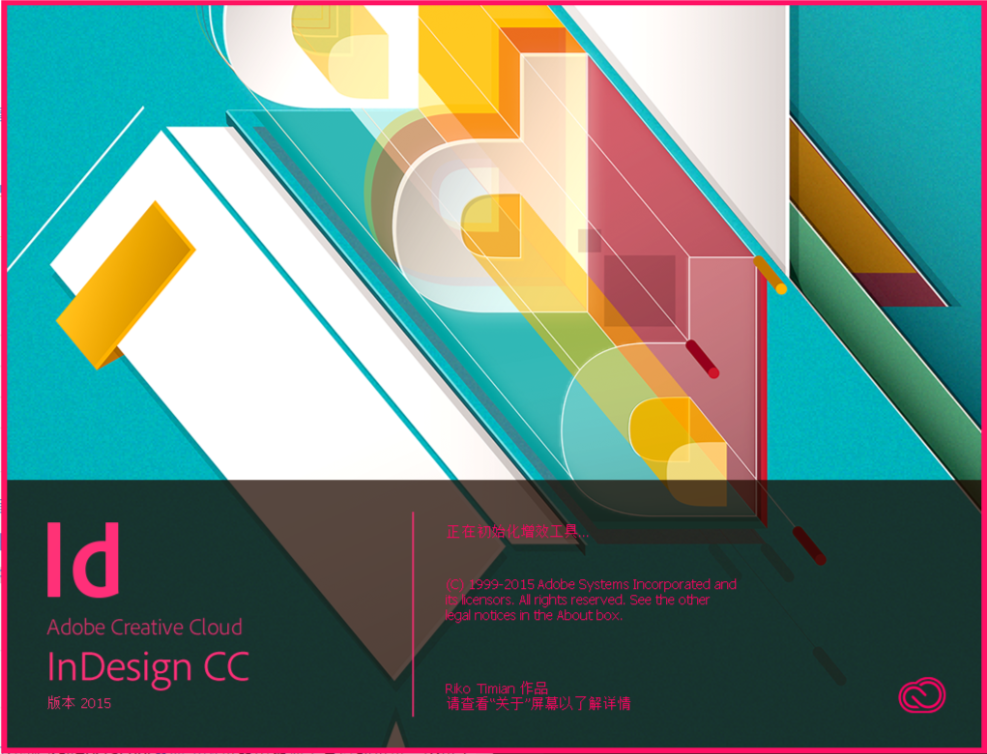 Id
Adobe Creative Cloud
InDesign CC
版本 2015
正在初始化增效工具...
(C) 1999-2015 Adobe Systems Incorporated and
its licensors. All rights reserved. See the other
legal notices in the About box.
Riko Timian 作品
请查看“关于”屏幕以了解详情